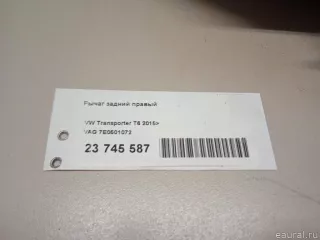 Рычаг задний правый
VW Transporter T6 2015>
VAG 7E0501072
23 745 587
eaural.ru